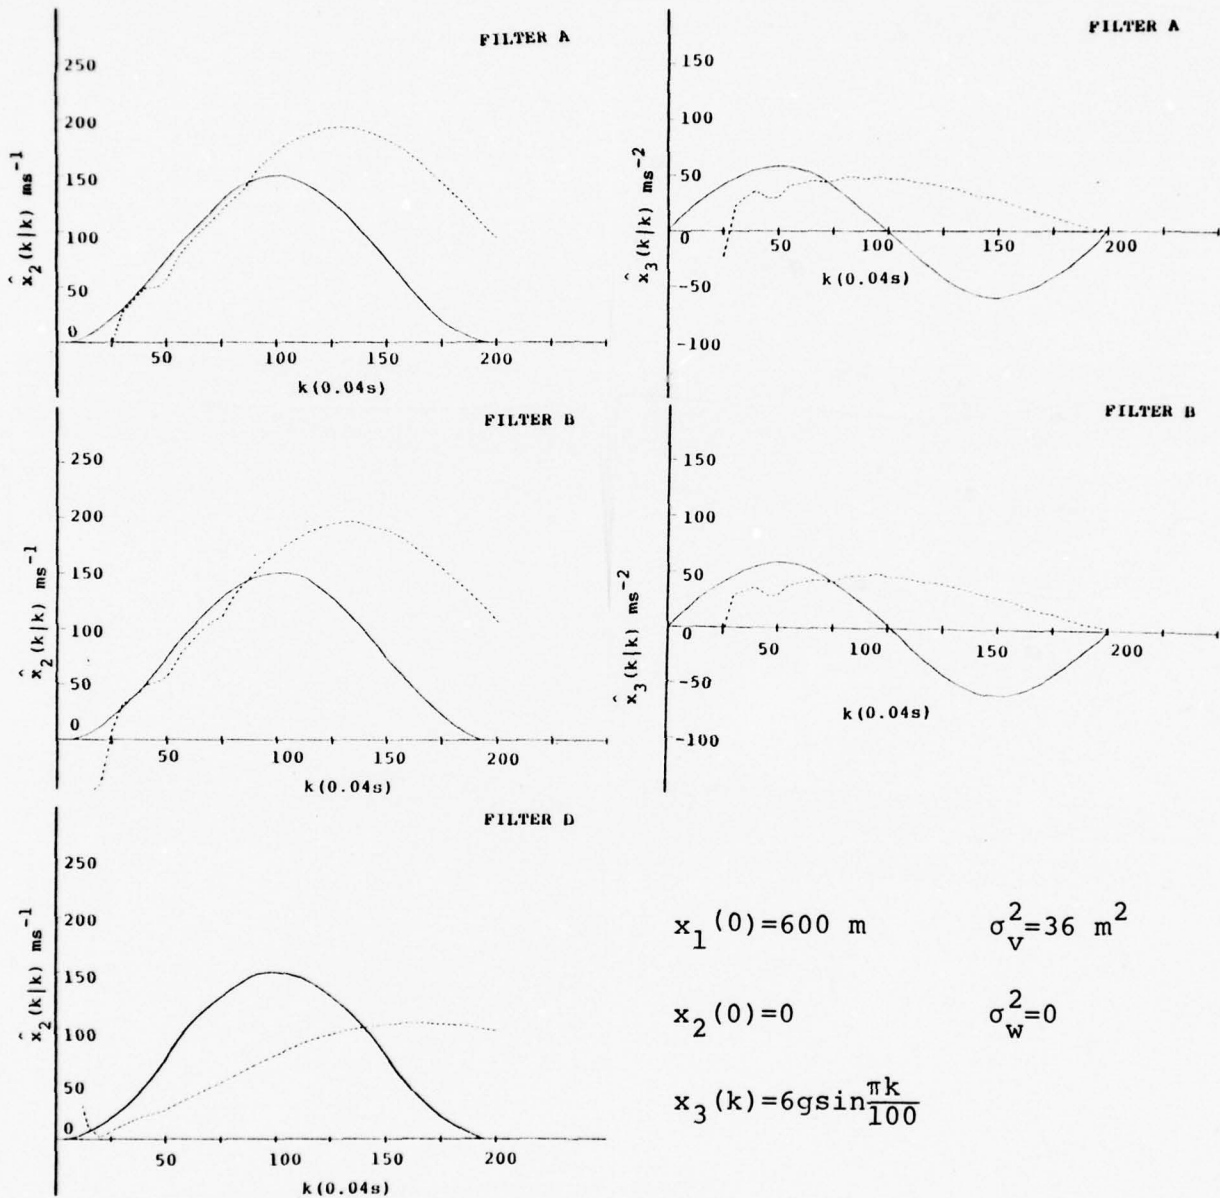 FILTER A
250
200
150
100
50
0
50 100 150 200
k(0.04s)
x̂₂(k|k) ms⁻¹
FILTER A
150
100
50
0
-50
-100
50 100 150 200
k(0.04s)
x̂₃(k|k) ms⁻²
FILTER B
250
200
150
100
50
0
50 100 150 200
k(0.04s)
x̂₂(k|k) ms⁻¹
FILTER B
150
100
50
0
-50
-100
50 100 150 200
k(0.04s)
x̂₃(k|k) ms⁻²
FILTER D
250
200
150
100
50
0
50 100 150 200
k(0.04s)
x̂₂(k|k) ms⁻¹
x₁(0)=600 m σ²ᵥ=36 m²
x₂(0)=0 σ²w=0
x₃(k)=6gsin πk/100